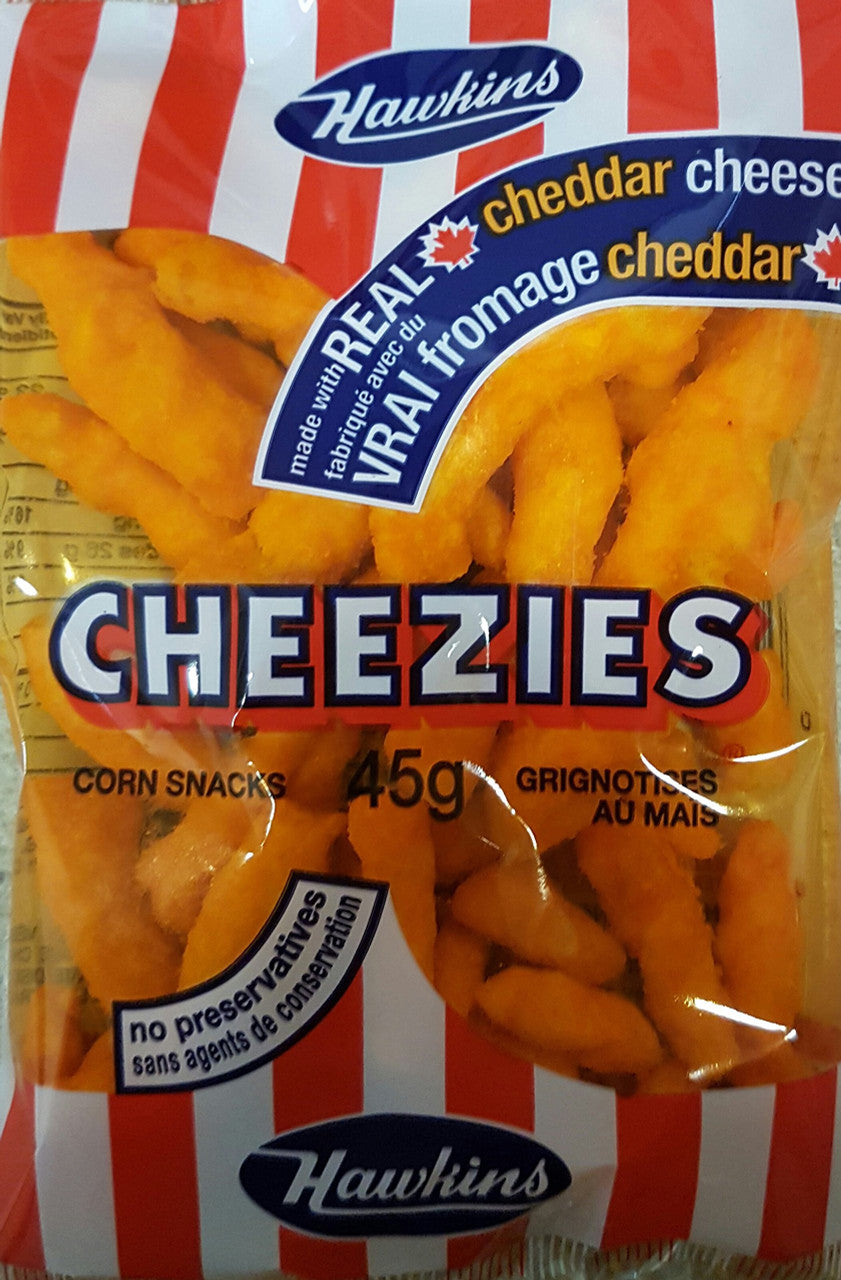 Hawkins
made with REAL cheddar cheese
fabriqué avec du
VRAI fromage cheddar
CHEEZIES
®
CORN SNACKS
45g
GRIGNOTISES
AU MAIS
no preservatives
sans agents de conservation
Hawkins